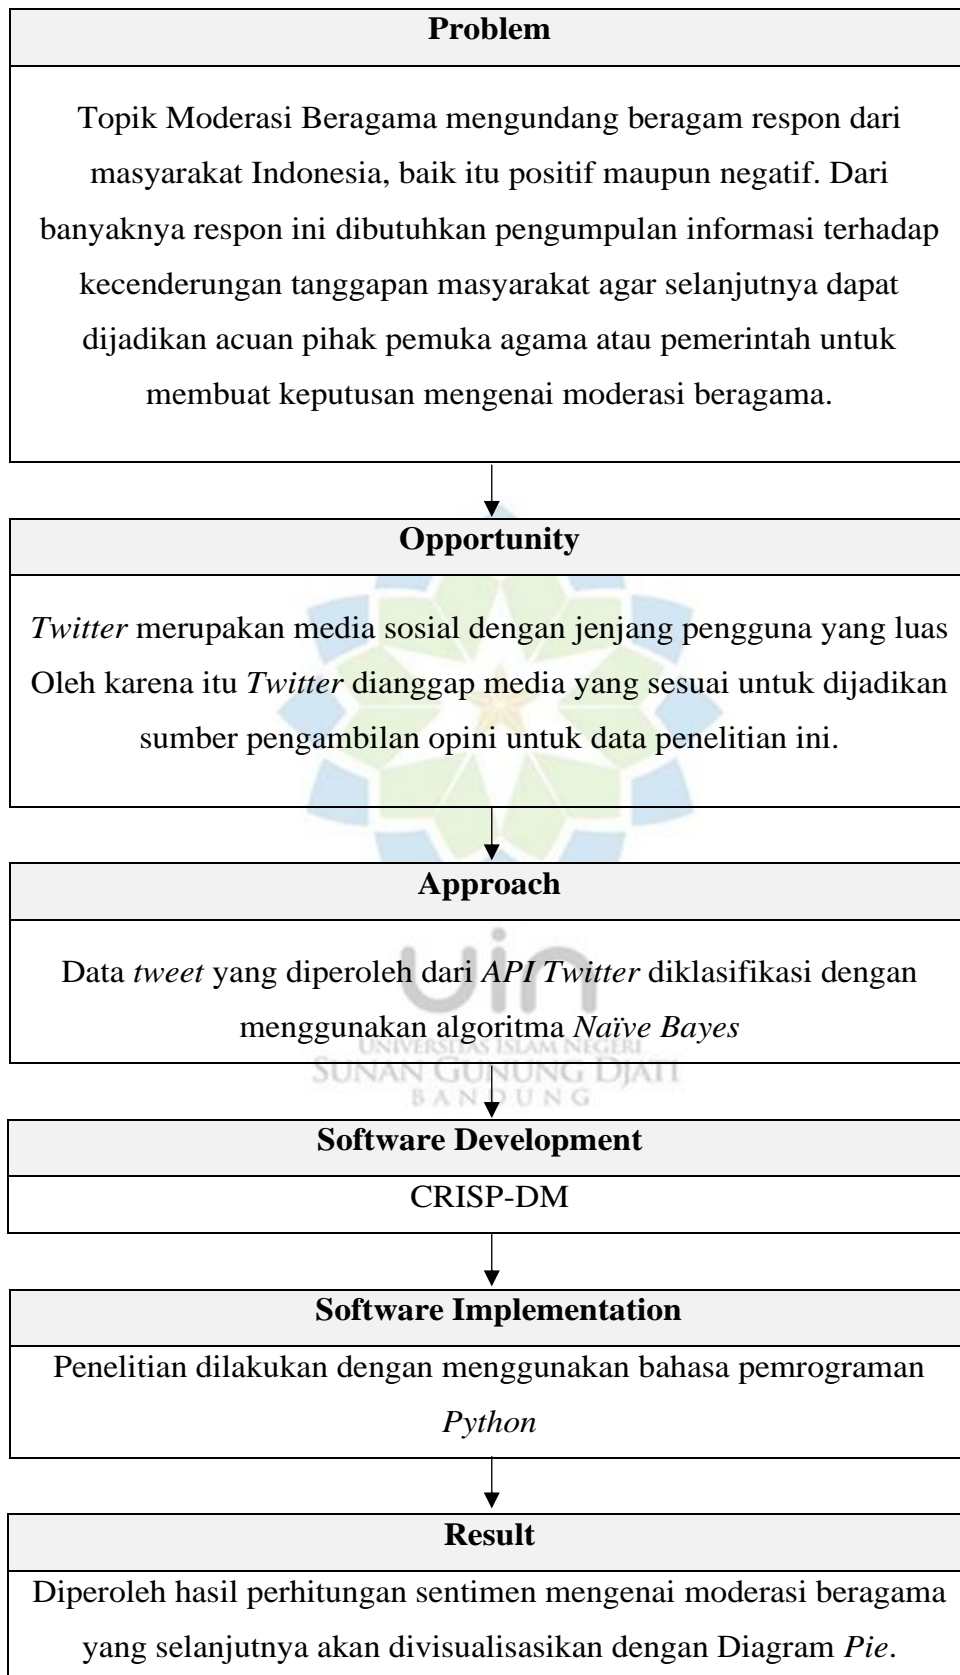 Problem
Topik Moderasi Beragama mengundang beragam respon dari
masyarakat Indonesia, baik itu positif maupun negatif. Dari
banyaknya respon ini dibutuhkan pengumpulan informasi terhadap
kecenderungan tanggapan masyarakat agar selanjutnya dapat
dijadikan acuan pihak pemuka agama atau pemerintah untuk
membuat keputusan mengenai moderasi beragama.
Opportunity
Twitter merupakan media sosial dengan jenjang pengguna yang luas
Oleh karena itu Twitter dianggap media yang sesuai untuk dijadikan
sumber pengambilan opini untuk data penelitian ini.
Approach
Data tweet yang diperoleh dari API Twitter diklasifikasi dengan
menggunakan algoritma Naïve Bayes
uin
UNIVERSITAS ISLAM NEGERI
SUNAN GUNUNG DJATI
BANDUNG
Software Development
CRISP-DM
Software Implementation
Penelitian dilakukan dengan menggunakan bahasa pemrograman
Python
Result
Diperoleh hasil perhitungan sentimen mengenai moderasi beragama
yang selanjutnya akan divisualisasikan dengan Diagram Pie.